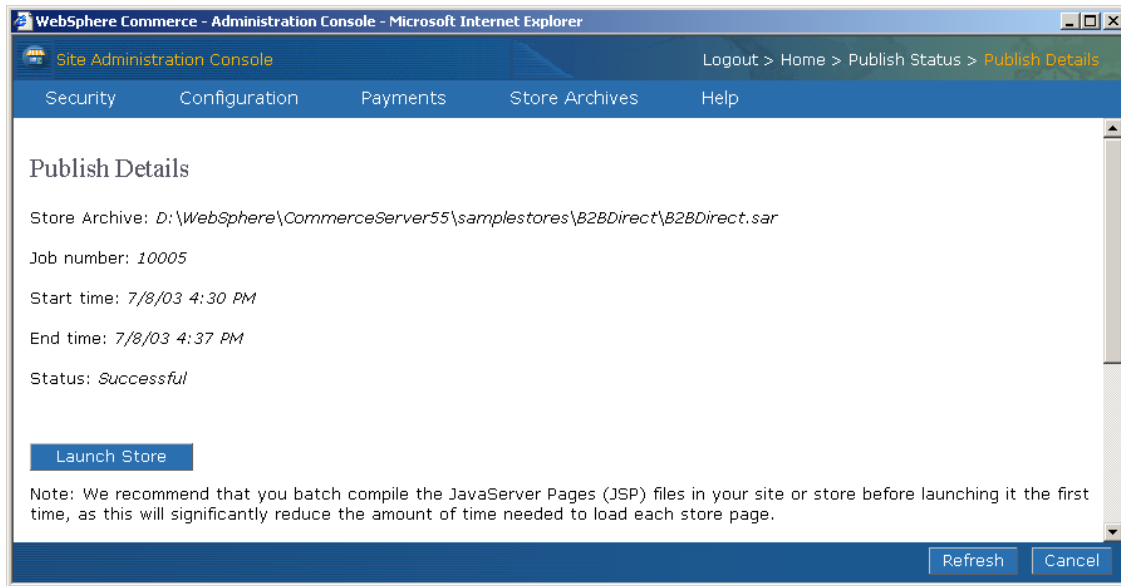 WebSphere Commerce - Administration Console - Microsoft Internet Explorer
Site Administration Console
Logout > Home > Publish Status > Publish Details
Security Configuration Payments Store Archives Help
Publish Details
Store Archive: D:\WebSphere\CommerceServer55\samplestores\B2BDirect\B2BDirect.sar
Job number: 10005
Start time: 7/8/03 4:30 PM
End time: 7/8/03 4:37 PM
Status: Successful
Launch Store
Note: We recommend that you batch compile the JavaServer Pages (JSP) files in your site or store before launching it the first
time, as this will significantly reduce the amount of time needed to load each store page.
Refresh Cancel